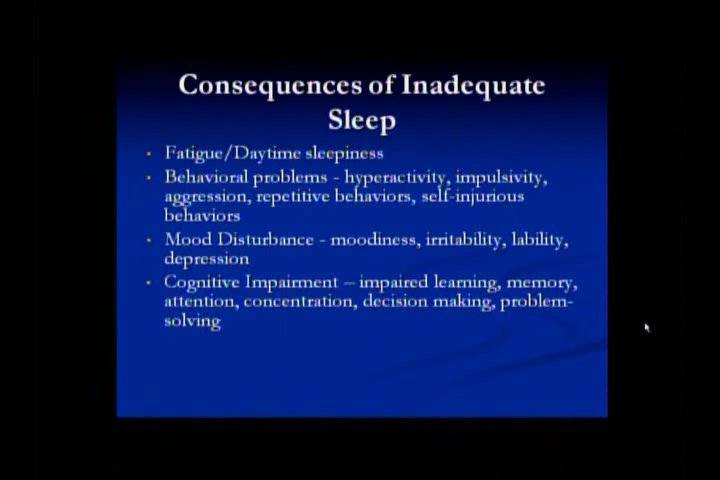 Consequences of Inadequate
Sleep
• Fatigue/Daytime sleepiness
• Behavioral problems - hyperactivity, impulsivity,
aggression, repetitive behaviors, self-injurious
behaviors
• Mood Disturbance - moodiness, irritability, lability,
depression
• Cognitive Impairment – impaired learning, memory,
attention, concentration, decision making, problem-
solving